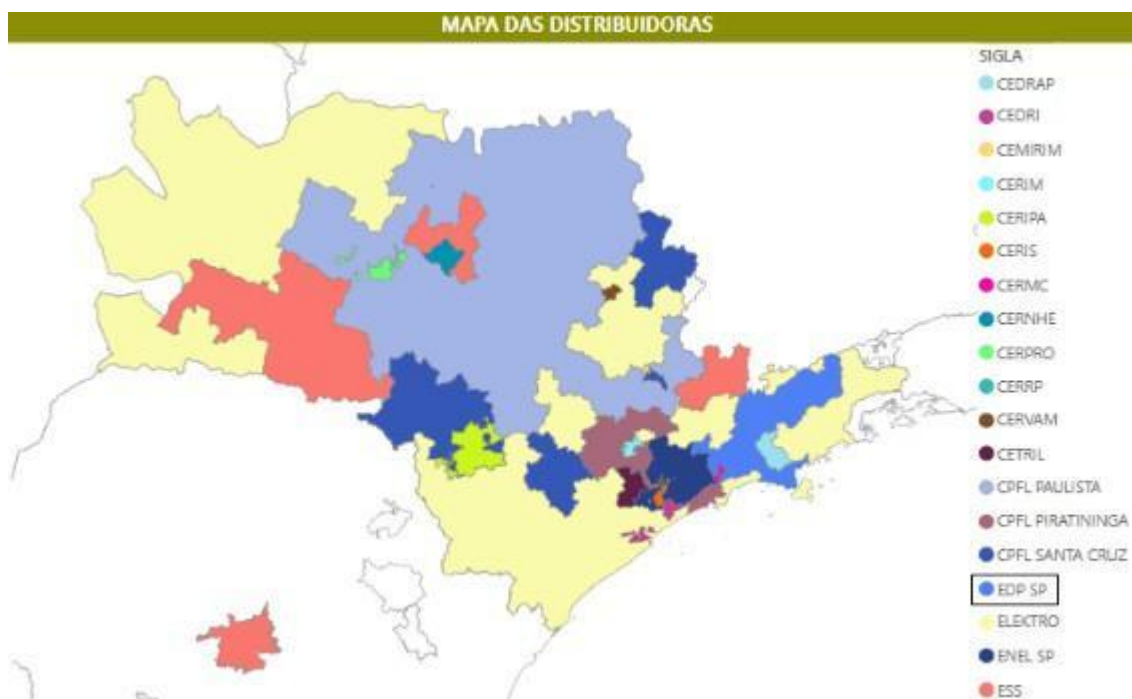 MAPA DAS DISTRIBUIDORAS
SIGLA
CEDRAP
CEDRI
CEMIRIM
CERIM
CERIPA
CERIS
CERMC
CERNHE
CERPRO
CERRP
CERVAM
CETRIL
CPFL PAULISTA
CPFL PIRATININGA
CPFL SANTA CRUZ
EDP SP
ELEKTRO
ENEL SP
ESS